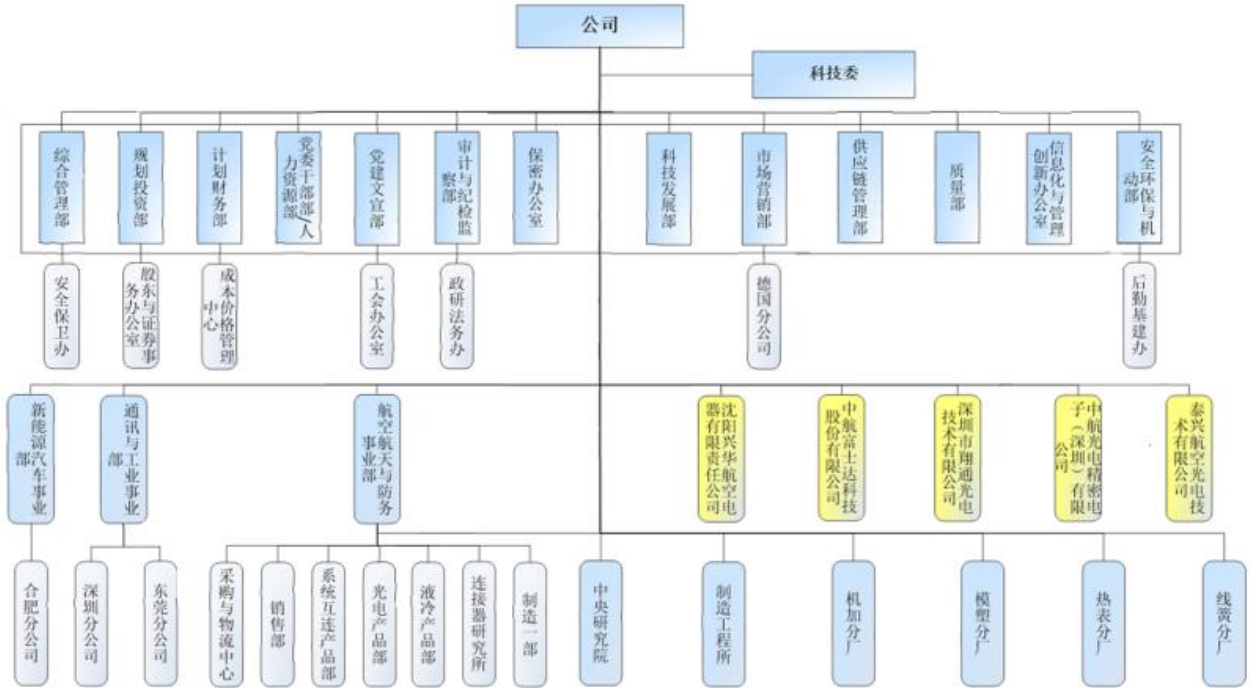 公司
科技委
综合管理部
规划投资部
计划财务部
党委干部部/人
力资源部
党建文宣部
审计与纪检监
察部
保密办公室
科技发展部
市场营销部
供应链管理部
质量部
信息化与管理
创新办公室
安全环保与机
动部
安全保卫办
股东与证券事
务办公室
成本价格管理
中心
工会办公室
政研法务办
德国分公司
后勤基建办
新能源汽车事业
部
通讯与工业事业
部
航空航天与防务
事业部
沈阳兴华航空电
器有限责任公司
中航富士达科技
股份有限公司
深圳市翔通光电
技术有限公司
中航光电精密电
子（深圳）有限
公司
泰兴航空光电技
术有限公司
合肥分公司
深圳分公司
东莞分公司
采购与物流中心
销售部
系统互连产品部
光电产品部
液冷产品部
连接器研究所
制造一部
中央研究院
制造工程所
机加分厂
模塑分厂
热表分厂
线簧分厂